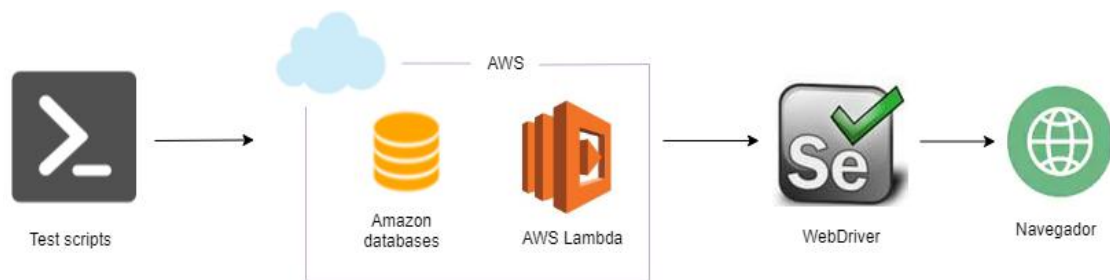 AWS
Se
Test scripts
Amazon
databases
AWS Lambda
WebDriver
Navegador